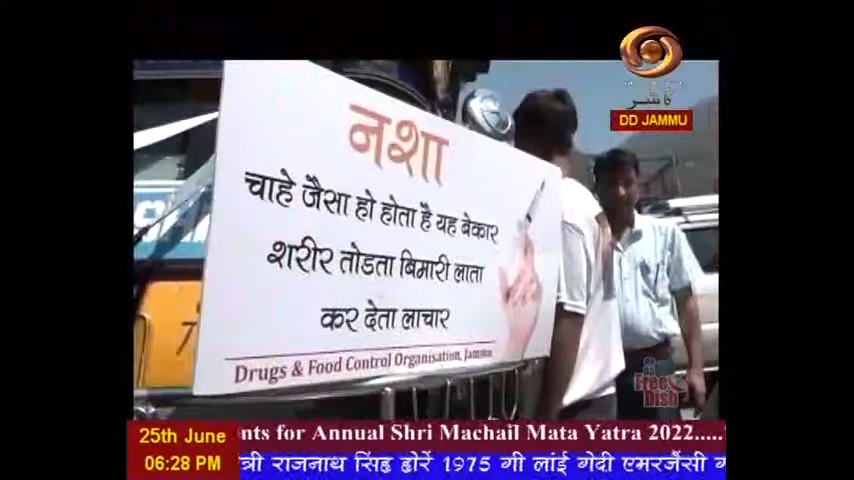 كأشر
DD JAMMU
नशा
चाहे जैसा हो होता है यह बेकार
शरीर तोडता बिमारी लाता
कर देता लाचार
Drugs & Food Control Organisation, Jammu
Free
Dish
25th June
06:28 PM
nts for Annual Shri Machail Mata Yatra 2022.....
त्री राजनाथ सिंह होरें 1975 गी लांई गेदी एमरजैंसी